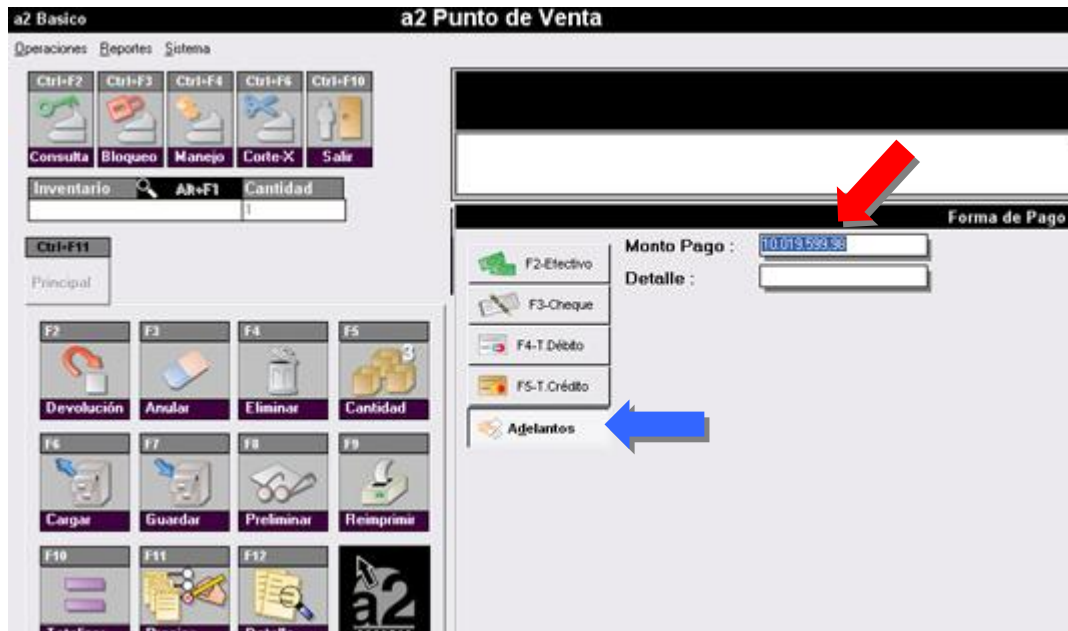 a2 Basico
a2 Punto de Venta
Operaciones Reportes Sistema
Ctrl+F2 Ctrl+F3 Ctrl+F4 Ctrl+F6 Ctrl+F10
Consulta Bloqueo Manejo Corte-X Salir
Inventario Alt+F1 Cantidad
1
Forma de Pago
Ctrl+F11
Principal
F2-Efectivo
F3-Cheque
F4-T.Débito
F5-T.Crédito
Adelantos
Monto Pago : 10.019.599,98
Detalle :
F2 F3 F4 F5
3
Devolución Anular Eliminar Cantidad
F6 F7 F8 F9
Cargar Guardar Preliminar Reimprimir
F10 F11 F12
a2